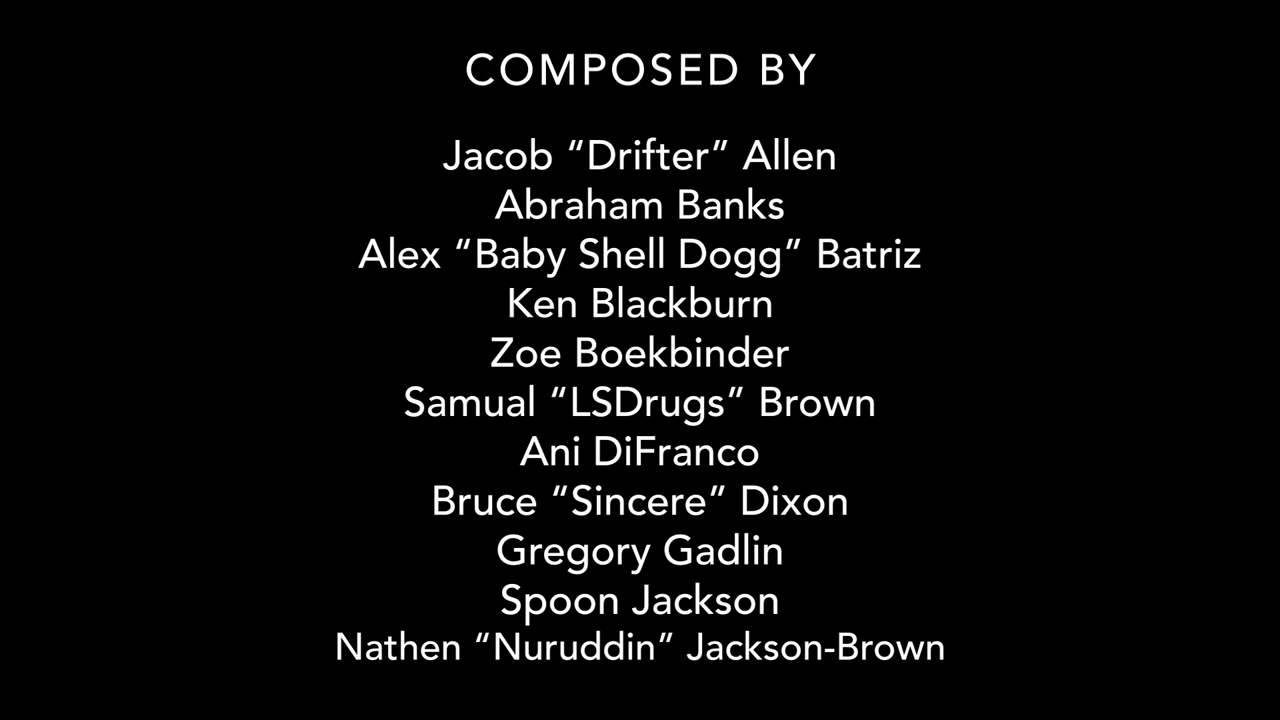 COMPOSED BY
Jacob “Drifter” Allen
Abraham Banks
Alex “Baby Shell Dogg” Batriz
Ken Blackburn
Zoe Boekbinder
Samual “LSDrugs” Brown
Ani DiFranco
Bruce “Sincere” Dixon
Gregory Gadlin
Spoon Jackson
Nathen “Nuruddin” Jackson-Brown